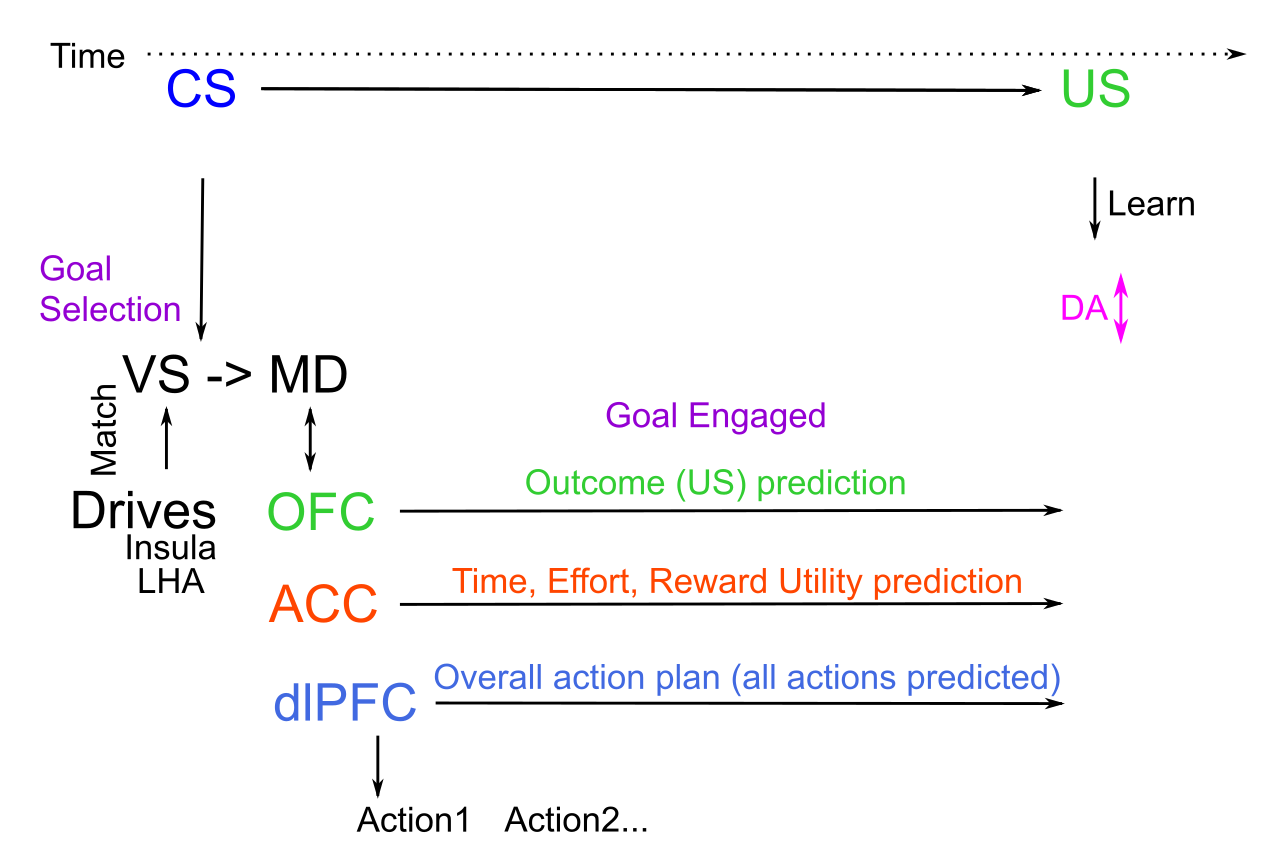 Time
CS
US
Learn
Goal
Selection
DA
VS -> MD
Match
Goal Engaged
Outcome (US) prediction
Drives
OFC
Insula
LHA
Time, Effort, Reward Utility prediction
ACC
Overall action plan (all actions predicted)
dlPFC
Action1 Action2...